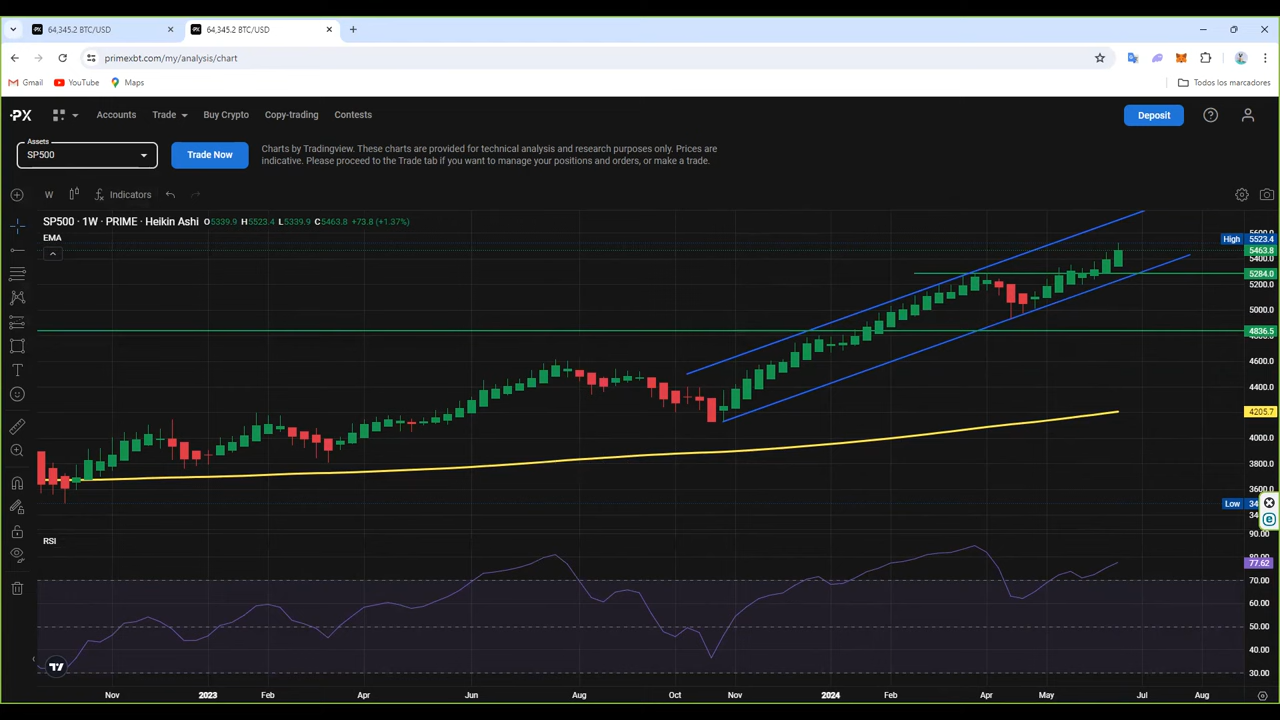 64,345.2 BTC/USD
64,345.2 BTC/USD
primexbt.com/my/analysis/chart
Gmail YouTube Maps Todos los marcadores
PX Accounts Trade Buy Crypto Copy-trading Contests Deposit
Assets
SP500
Trade Now
Charts by Tradingview. These charts are provided for technical analysis and research purposes only. Prices are
indicative. Please proceed to the Trade tab if you want to manage your positions and orders, or make a trade.
W Indicators
SP500 · 1W · PRIME · Heikin Ashi O5339.9 H5523.4 L5339.9 C5463.8 +73.8 (+1.37%)
EMA
5600.0
High 5523.4
5463.8
5400.0
5284.0
5200.0
5000.0
4836.5
4600.0
4400.0
4205.7
4000.0
3800.0
3600.0
Low 34
34
RSI
90.00
80.00
77.62
70.00
60.00
50.00
40.00
30.00
Nov 2023 Feb Apr Jun Aug Oct Nov 2024 Feb Apr May Jul Aug